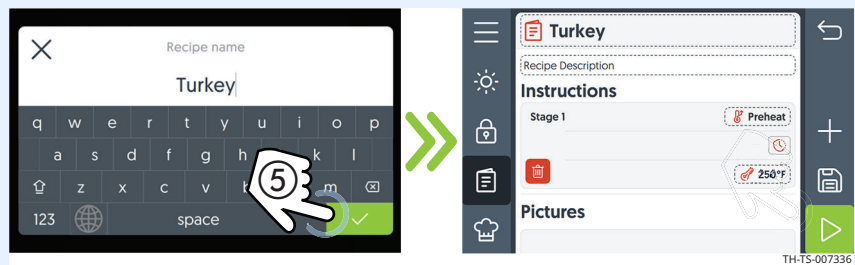 Recipe name
Turkey
q w e r t y u i o p
a s d f g h k l
z x c v m
123 space
5
Turkey
Recipe Description
Instructions
Stage 1
Preheat
250°F
Pictures
TH-TS-007336